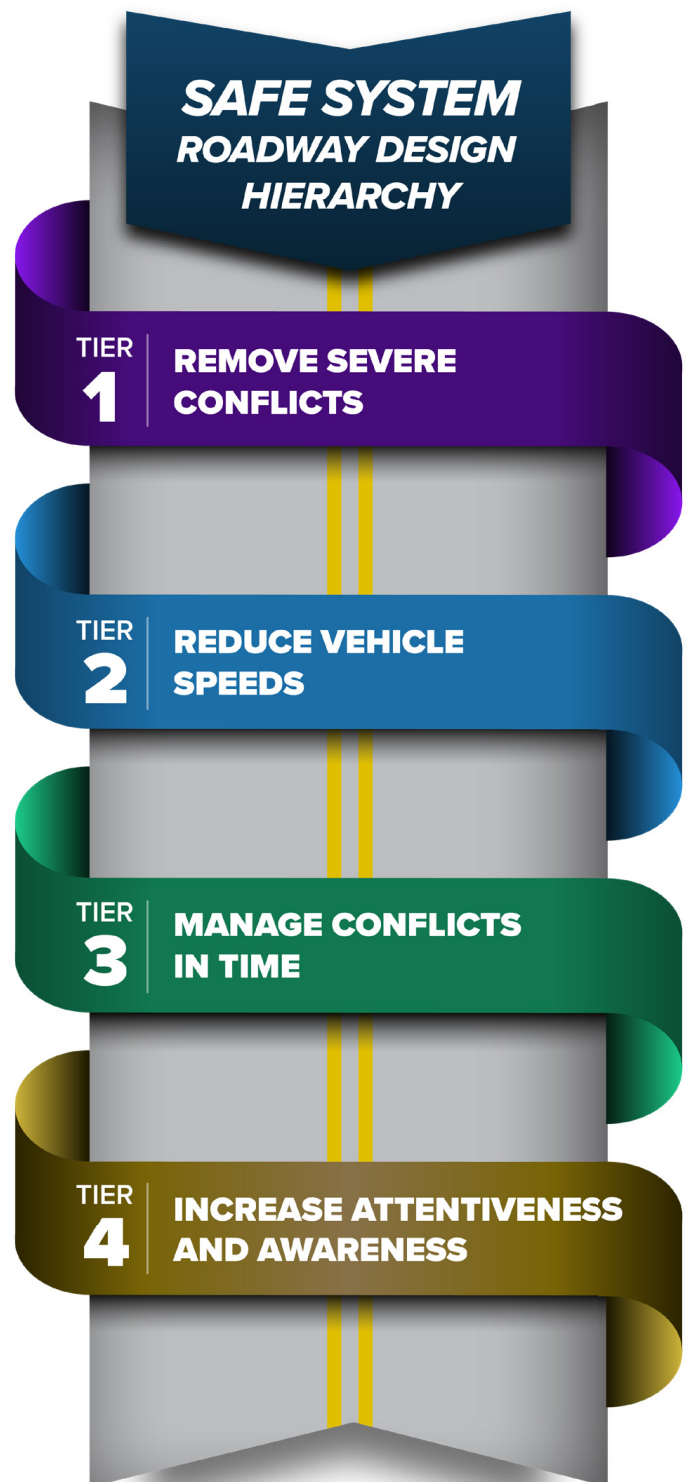 SAFE SYSTEM
ROADWAY DESIGN
HIERARCHY
TIER
1
REMOVE SEVERE
CONFLICTS
TIER
2
REDUCE VEHICLE
SPEEDS
TIER
3
MANAGE CONFLICTS
IN TIME
TIER
4
INCREASE ATTENTIVENESS
AND AWARENESS